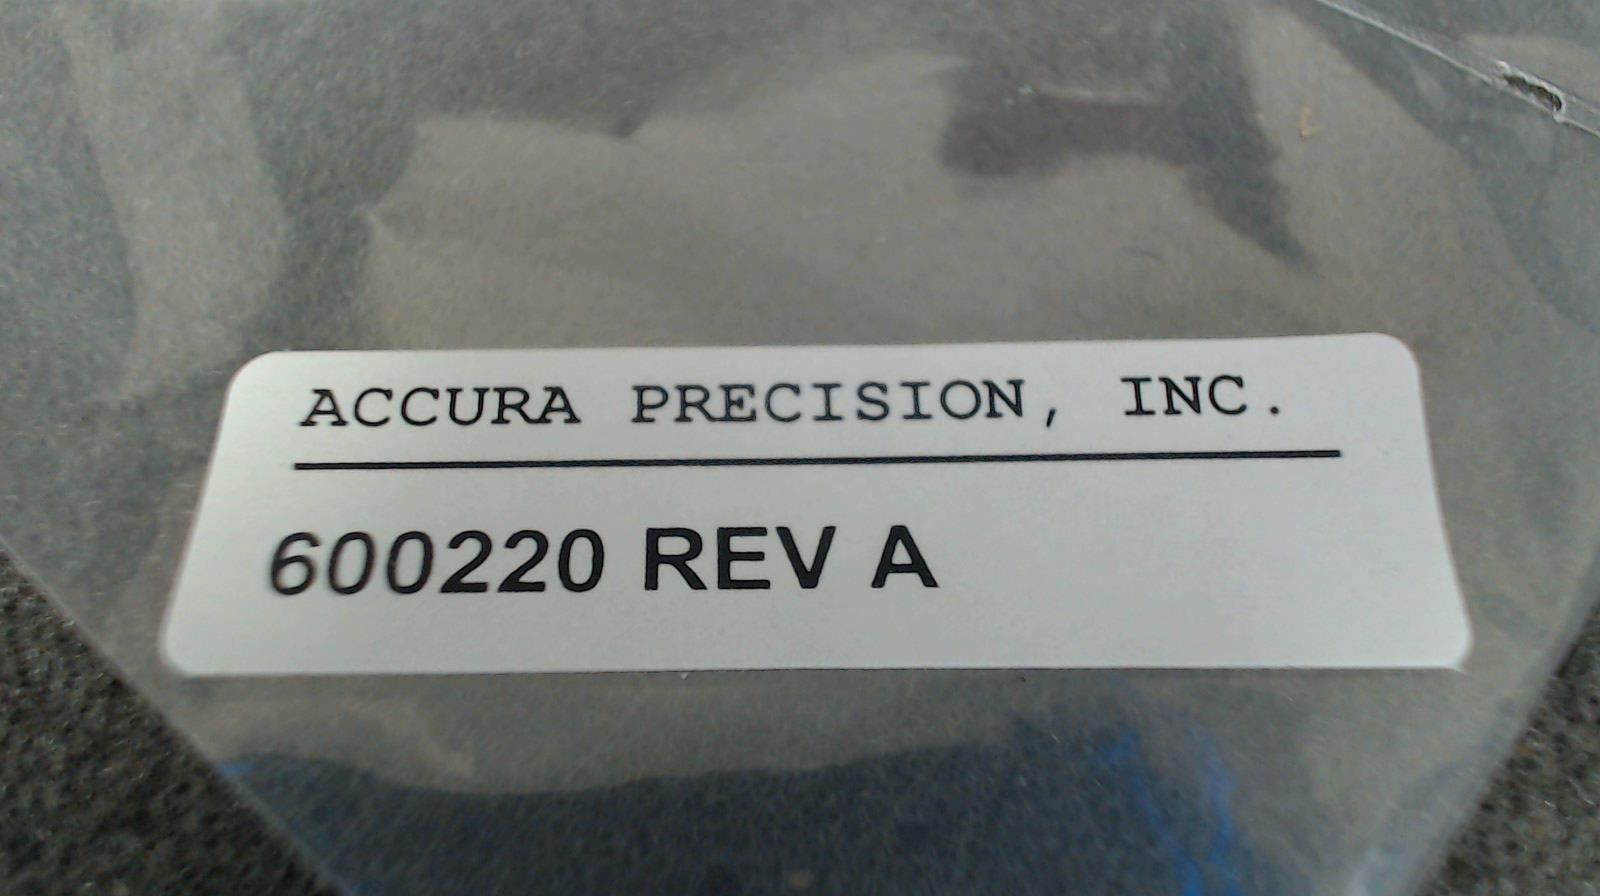 ACCURA PRECISION, INC.
600220 REV A